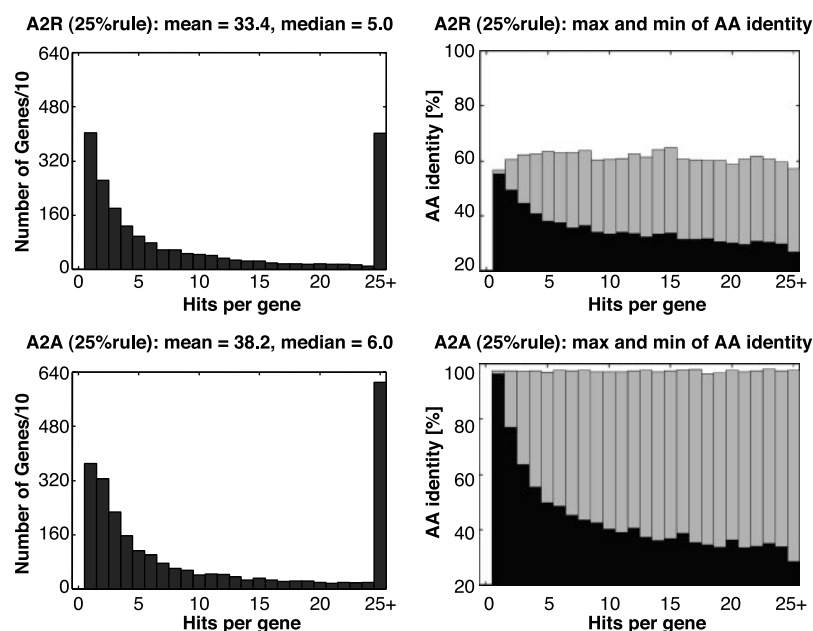 A2R (25%rule): mean = 33.4, median = 5.0
Number of Genes/10
640
480
320
160
0
0 5 10 15 20 25+
Hits per gene
A2R (25%rule): max and min of AA identity
AA identity [%]
100
80
60
40
20
0 5 10 15 20 25+
Hits per gene
A2A (25%rule): mean = 38.2, median = 6.0
Number of Genes/10
640
480
320
160
0
0 5 10 15 20 25+
Hits per gene
A2A (25%rule): max and min of AA identity
AA identity [%]
100
80
60
40
20
0 5 10 15 20 25+
Hits per gene